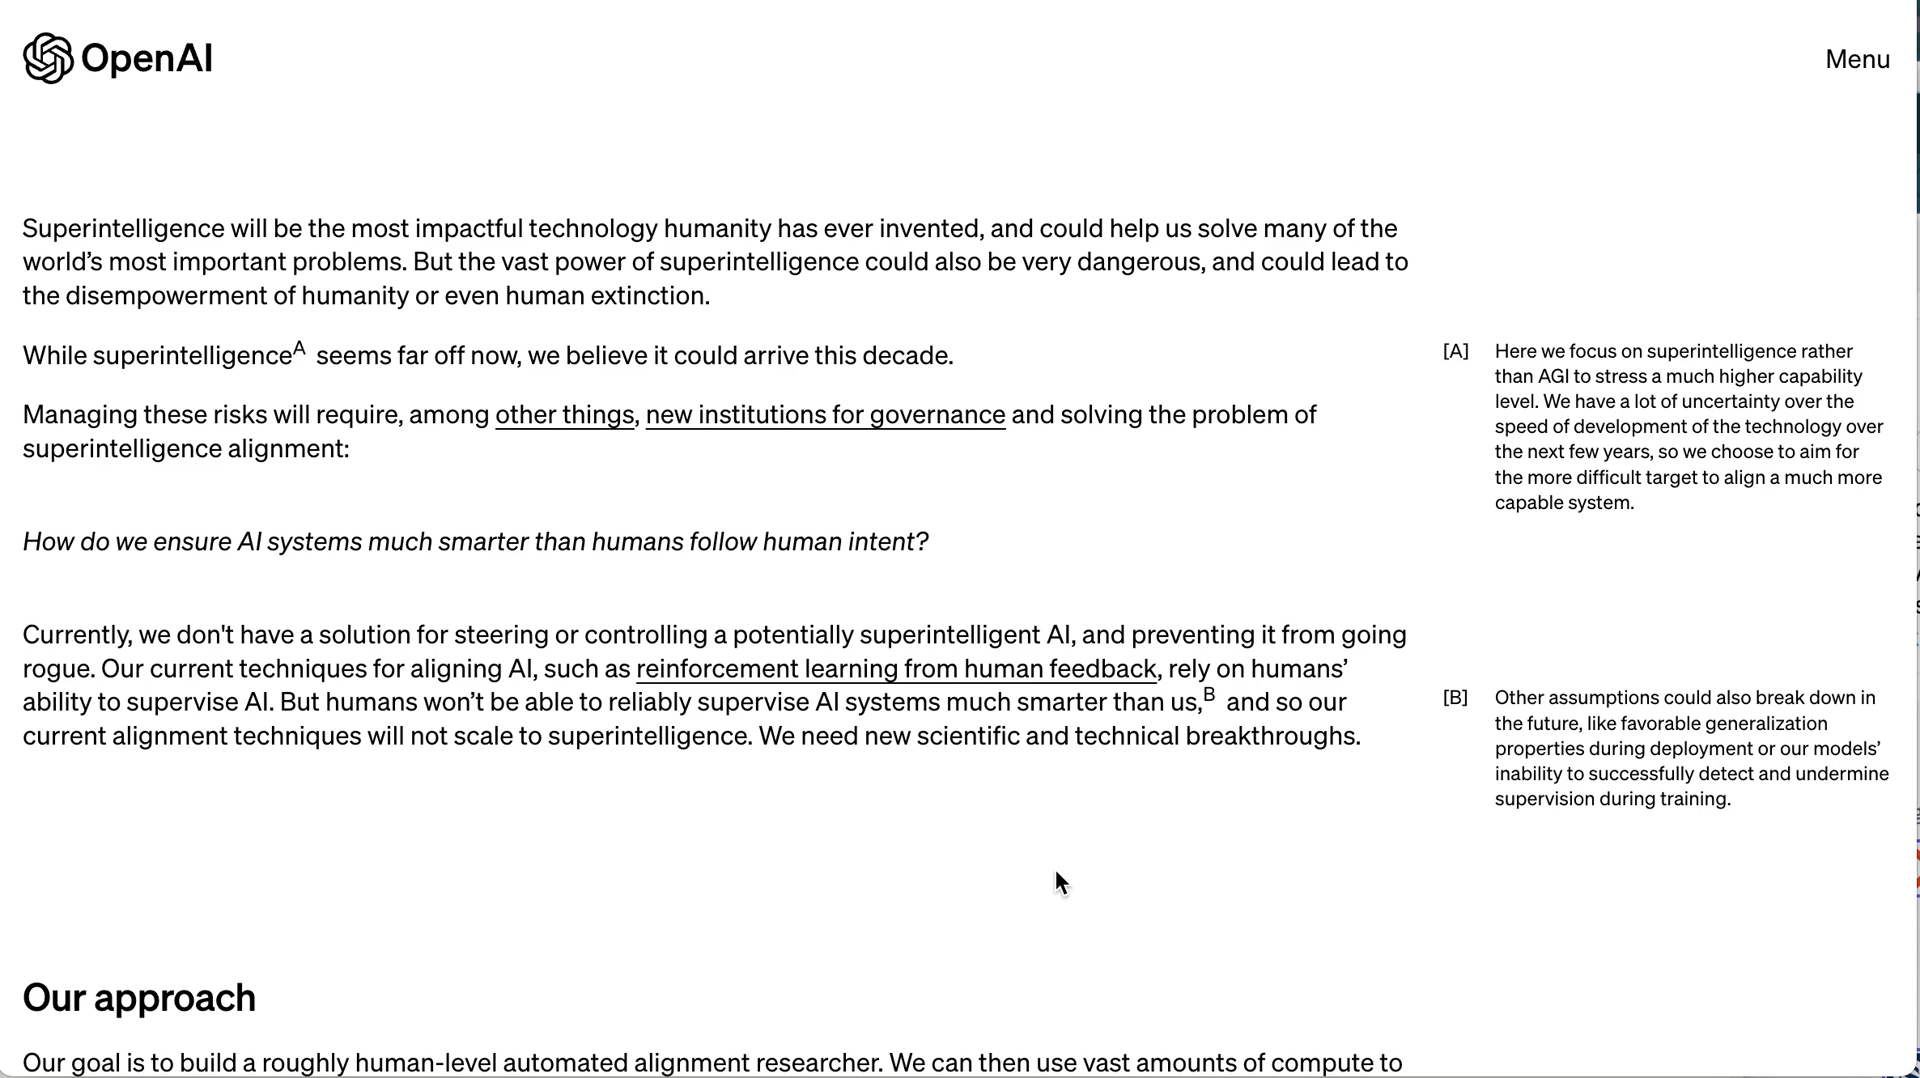 OpenAI
Menu
Superintelligence will be the most impactful technology humanity has ever invented, and could help us solve many of the
world’s most important problems. But the vast power of superintelligence could also be very dangerous, and could lead to
the disempowerment of humanity or even human extinction.
While superintelligenceA seems far off now, we believe it could arrive this decade.
Managing these risks will require, among other things, new institutions for governance and solving the problem of
superintelligence alignment:
How do we ensure AI systems much smarter than humans follow human intent?
Currently, we don't have a solution for steering or controlling a potentially superintelligent AI, and preventing it from going
rogue. Our current techniques for aligning AI, such as reinforcement learning from human feedback, rely on humans’
ability to supervise AI. But humans won’t be able to reliably supervise AI systems much smarter than us,B and so our
current alignment techniques will not scale to superintelligence. We need new scientific and technical breakthroughs.
[A] Here we focus on superintelligence rather
than AGI to stress a much higher capability
level. We have a lot of uncertainty over the
speed of development of the technology over
the next few years, so we choose to aim for
the more difficult target to align a much more
capable system.
[B] Other assumptions could also break down in
the future, like favorable generalization
properties during deployment or our models’
inability to successfully detect and undermine
supervision during training.
Our approach
Our goal is to build a roughly human-level automated alignment researcher. We can then use vast amounts of compute to